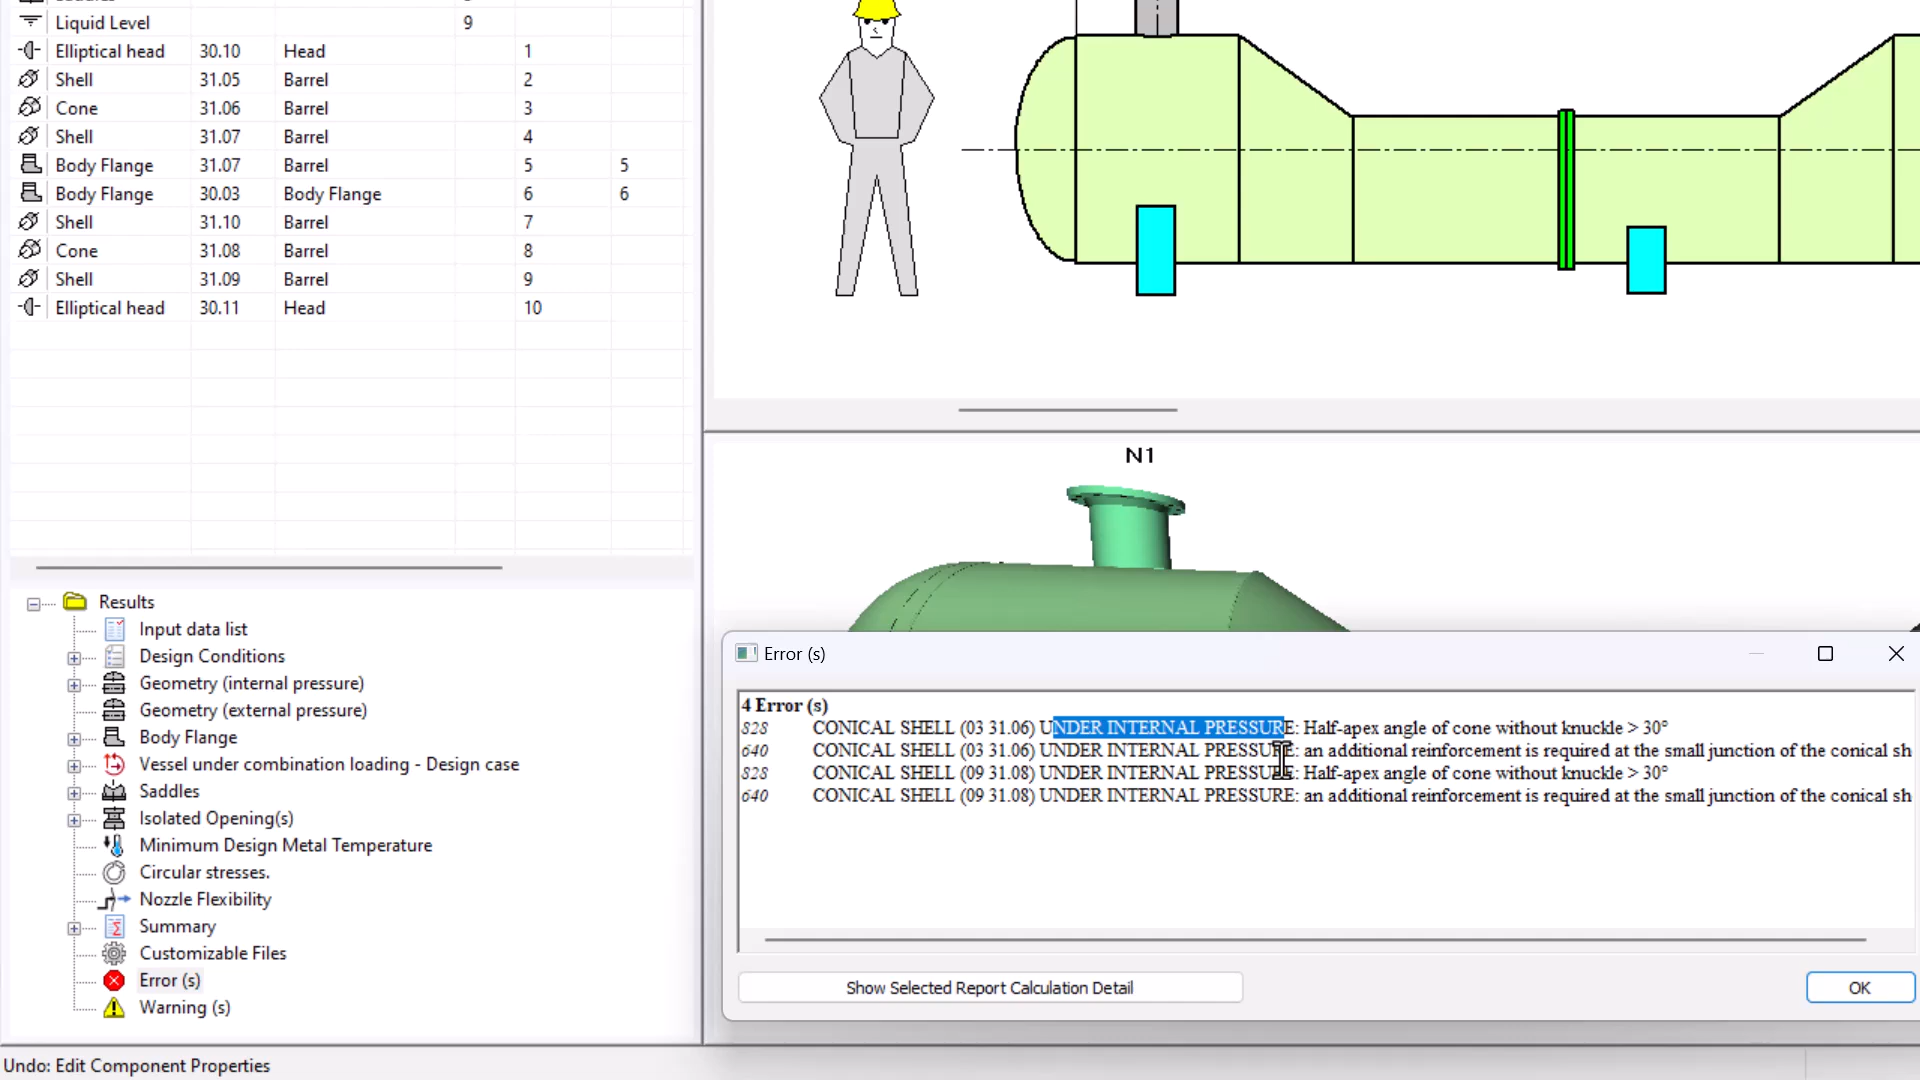 Liquid Level 9
Elliptical head 30.10 Head 1
Shell 31.05 Barrel 2
Cone 31.06 Barrel 3
Shell 31.07 Barrel 4
Body Flange 31.07 Barrel 5 5
Body Flange 30.03 Body Flange 6 6
Shell 31.10 Barrel 7
Cone 31.08 Barrel 8
Shell 31.09 Barrel 9
Elliptical head 30.11 Head 10
Results
Input data list
Design Conditions
Geometry (internal pressure)
Geometry (external pressure)
Body Flange
Vessel under combination loading - Design case
Saddles
Isolated Opening(s)
Minimum Design Metal Temperature
Circular stresses.
Nozzle Flexibility
Summary
Customizable Files
Error (s)
Warning (s)
Undo: Edit Component Properties
N1
Error (s)
4 Error (s)
828 CONICAL SHELL (03 31.06) UNDER INTERNAL PRESSURE: Half-apex angle of cone without knuckle > 30°
640 CONICAL SHELL (03 31.06) UNDER INTERNAL PRESSURE: an additional reinforcement is required at the small junction of the conical sh
828 CONICAL SHELL (09 31.08) UNDER INTERNAL PRESSURE: Half-apex angle of cone without knuckle > 30°
640 CONICAL SHELL (09 31.08) UNDER INTERNAL PRESSURE: an additional reinforcement is required at the small junction of the conical sh
Show Selected Report Calculation Detail
OK